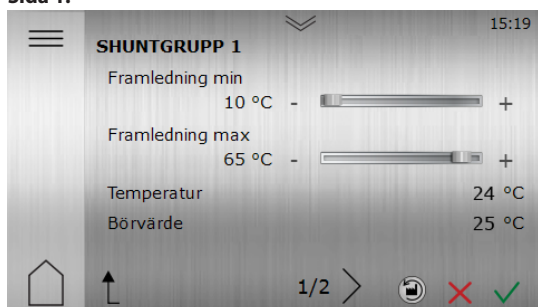 15:19
SHUNTGRUPP 1
Framledning min
10 °C - +
Framledning max
65 °C - +
Temperatur 24 °C
Börvärde 25 °C
1/2